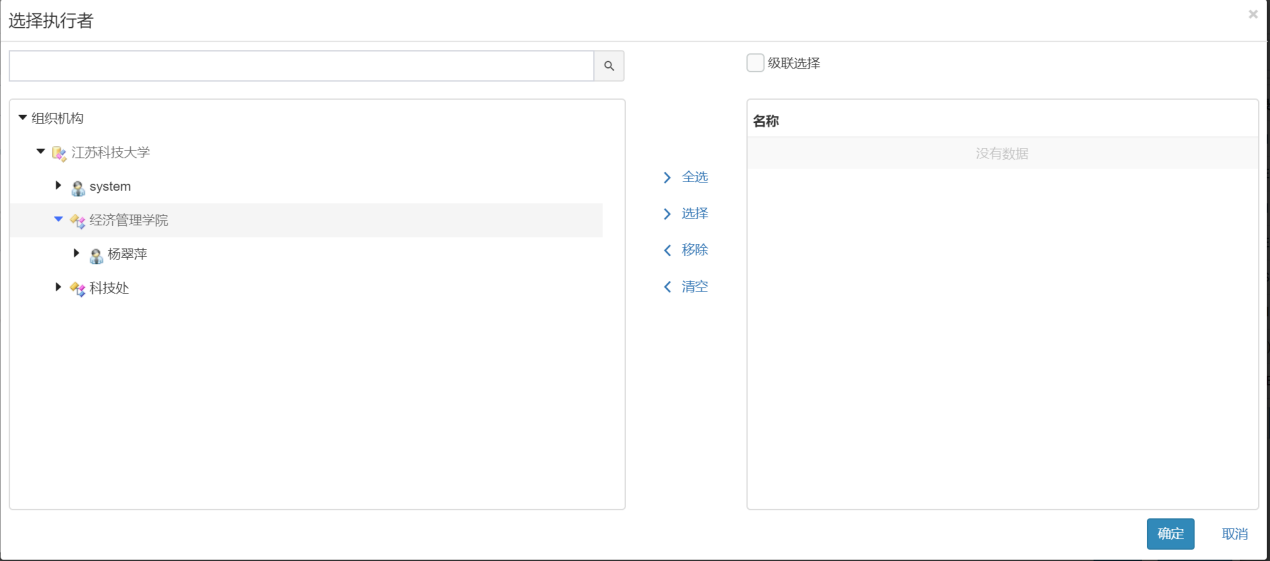 选择执行者
×
级联选择
组织机构
江苏科技大学
system
经济管理学院
杨翠萍
科技处
全选
选择
移除
清空
名称
没有数据
确定
取消